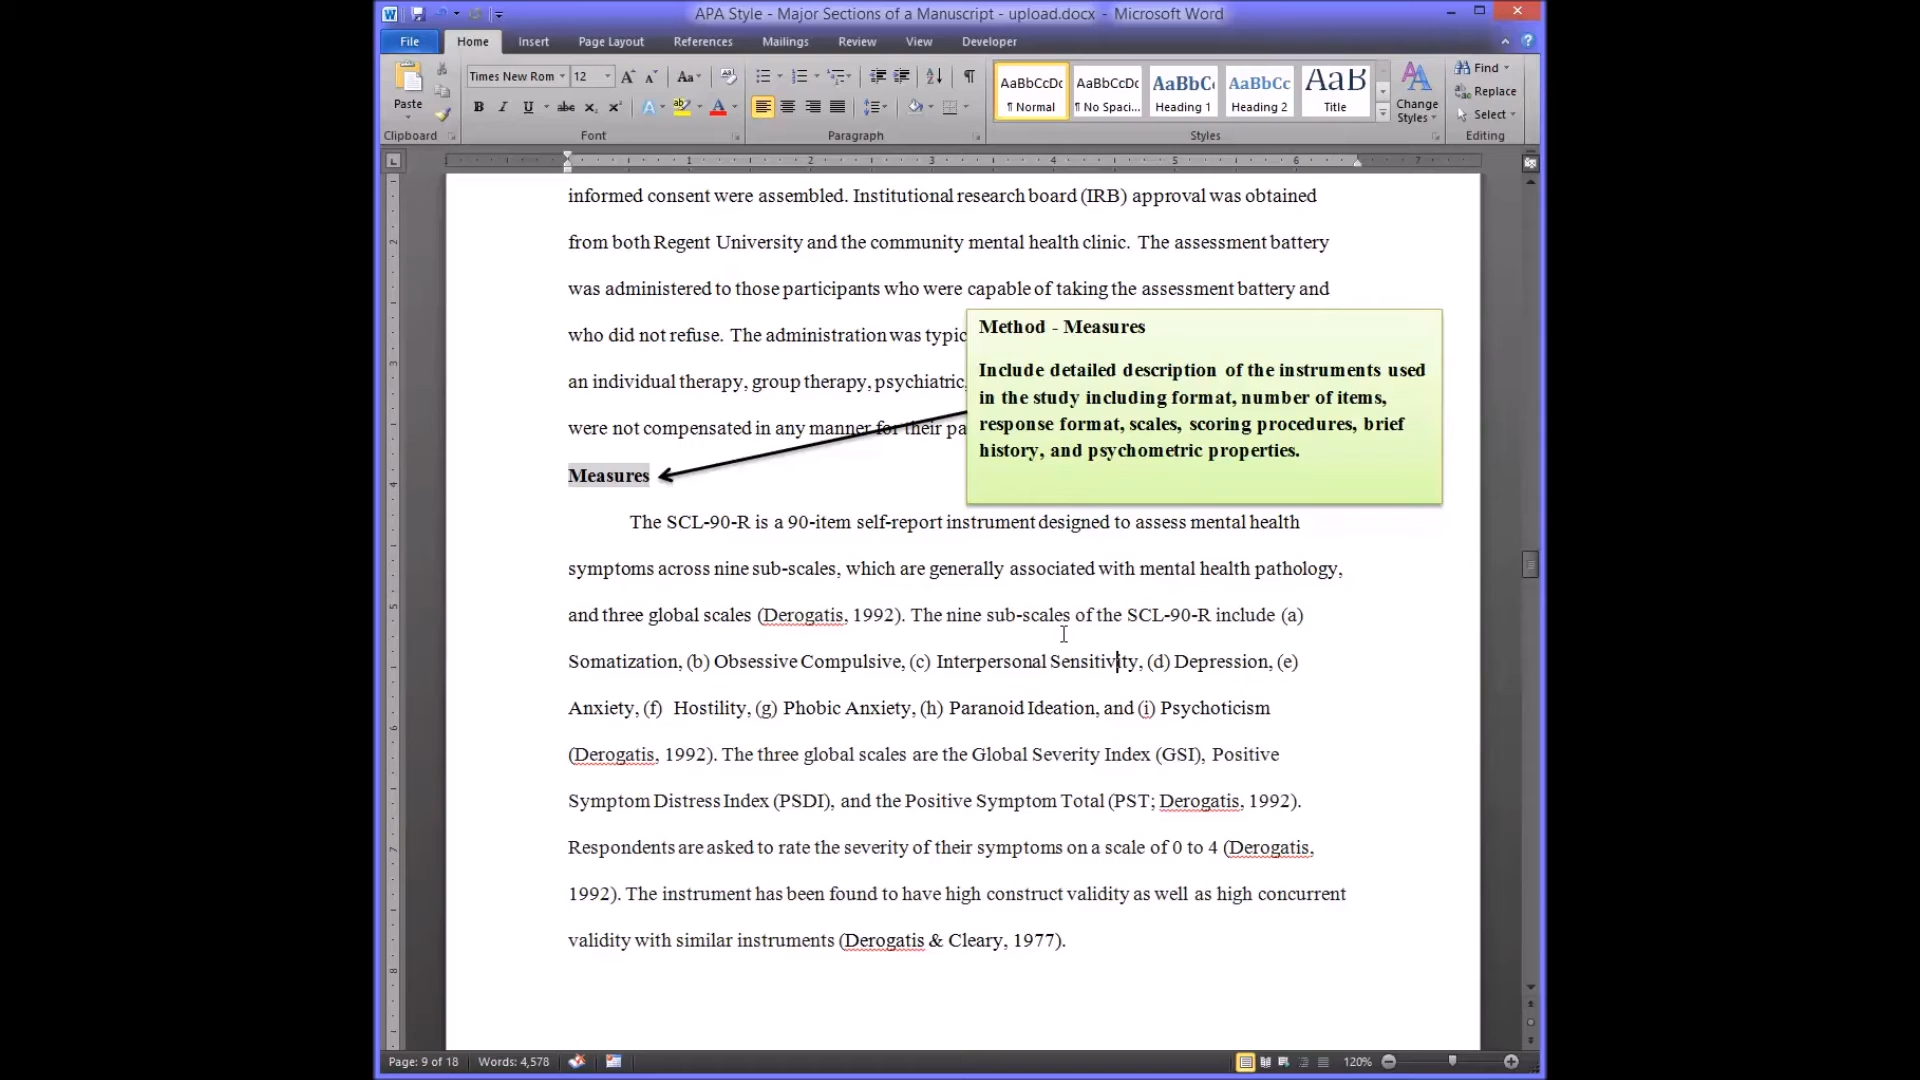 APA Style - Major Sections of a Manuscript - upload.docx - Microsoft Word
File Home Insert Page Layout References Mailings Review View Developer
Times New Rom 12
Paste
AaBbCcDc AaBbCcDc AaBbC AaBbCc AaB
¶ Normal ¶ No Spaci... Heading 1 Heading 2 Title
Change
Styles
Find
Replace
Select
Clipboard Font Paragraph Styles Editing
1 2 3 4 5 6 7
informed consent were assembled. Institutional research board (IRB) approval was obtained
from both Regent University and the community mental health clinic. The assessment battery
was administered to those participants who were capable of taking the assessment battery and
who did not refuse. The administration was typic
an individual therapy, group therapy, psychiatric,
were not compensated in any manner for their pa
Method - Measures
Include detailed description of the instruments used
in the study including format, number of items,
response format, scales, scoring procedures, brief
history, and psychometric properties.
Measures
The SCL-90-R is a 90-item self-report instrument designed to assess mental health
symptoms across nine sub-scales, which are generally associated with mental health pathology,
and three global scales (Derogatis, 1992). The nine sub-scales of the SCL-90-R include (a)
Somatization, (b) Obsessive Compulsive, (c) Interpersonal Sensitivity, (d) Depression, (e)
Anxiety, (f) Hostility, (g) Phobic Anxiety, (h) Paranoid Ideation, and (i) Psychoticism
(Derogatis, 1992). The three global scales are the Global Severity Index (GSI), Positive
Symptom Distress Index (PSDI), and the Positive Symptom Total (PST; Derogatis, 1992).
Respondents are asked to rate the severity of their symptoms on a scale of 0 to 4 (Derogatis,
1992). The instrument has been found to have high construct validity as well as high concurrent
validity with similar instruments (Derogatis & Cleary, 1977).
Page: 9 of 18 Words: 4,578 120%